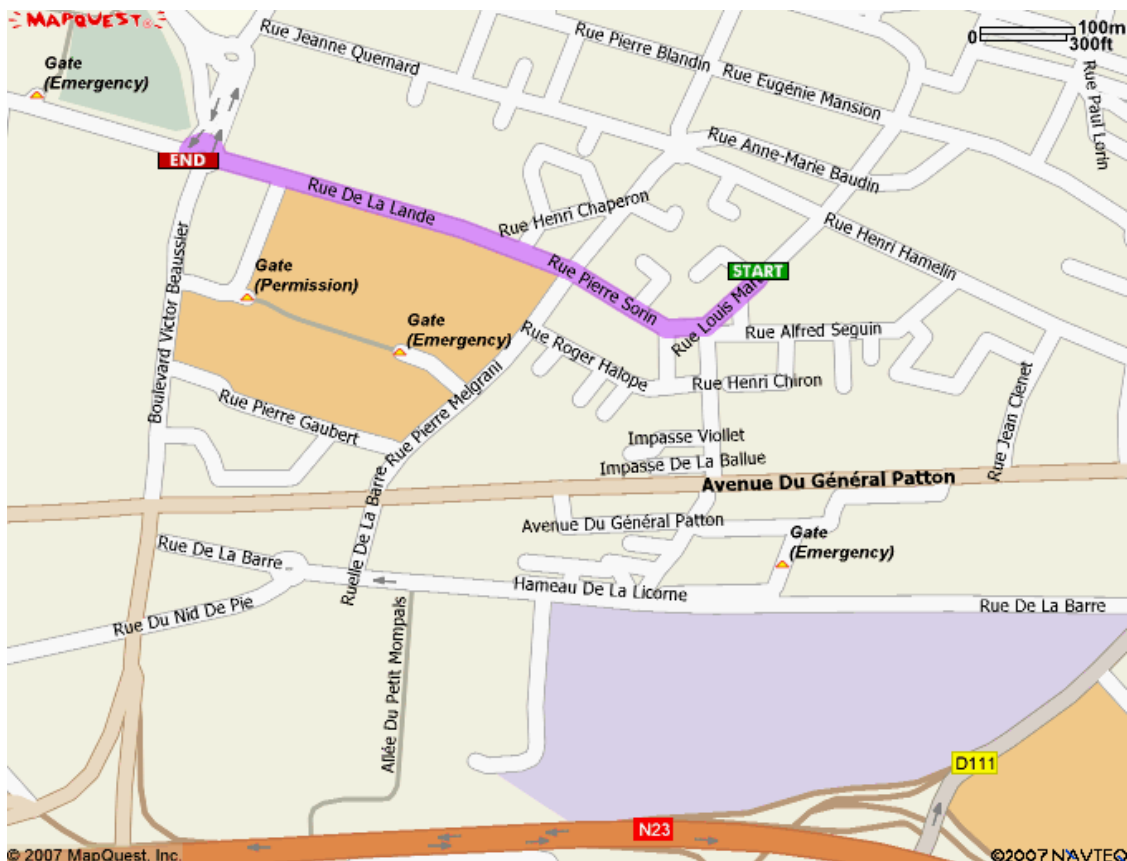 MAPQUEST
100m
0
300ft
Rue Jeanne Quemard
Rue Pierre Blandin
Rue Eugénie Mansion
Rue Paul Lorin
Gate
(Emergency)
Rue Anne-Marie Baudin
END
Rue De La Lande
Rue Henri Chaperon
Rue Henri Hamelin
Boulevard Victor Beaussier
Gate
(Permission)
Rue Pierre Sorin
START
Rue Louis
Gate
(Emergency)
Rue Roger Halope
Rue Alfred Seguin
Rue Henri Chiron
Rue Jean Clenet
Rue Pierre Melgrani
Rue Pierre Gaubert
Impasse Viollet
Impasse De La Ballue
Avenue Du Général Patton
Avenue Du Général Patton
Gate
(Emergency)
Ruelle De La Barre
Rue De La Barre
Hameau De La Licorne
Rue De La Barre
Rue Du Nid De Pie
Allée Du Petit Mompals
D111
N23
© 2007 MapQuest, Inc.
©2007 NAVTEQ